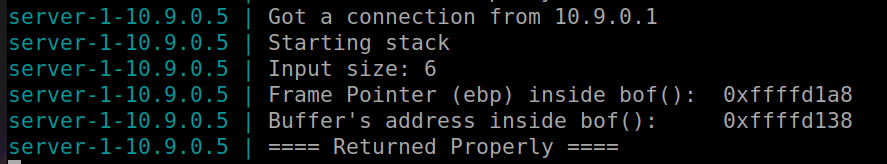 server-1-10.9.0.5 | Got a connection from 10.9.0.1
server-1-10.9.0.5 | Starting stack
server-1-10.9.0.5 | Input size: 6
server-1-10.9.0.5 | Frame Pointer (ebp) inside bof():  0xffffd1a8
server-1-10.9.0.5 | Buffer's address inside bof():     0xffffd138
server-1-10.9.0.5 | ==== Returned Properly ====